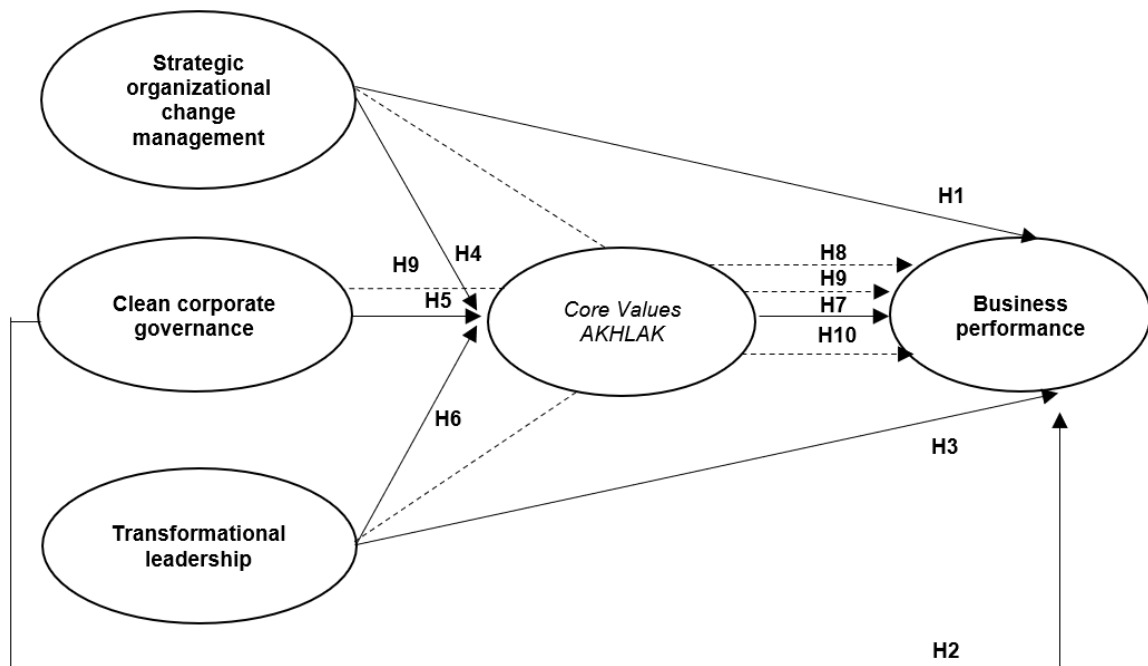 Strategic
organizational
change
management
H1
H4
H8
H9
H9
Clean corporate
governance
H5
Core Values
AKHLAK
H7
Business
performance
H10
H6
H3
Transformational
leadership
H2